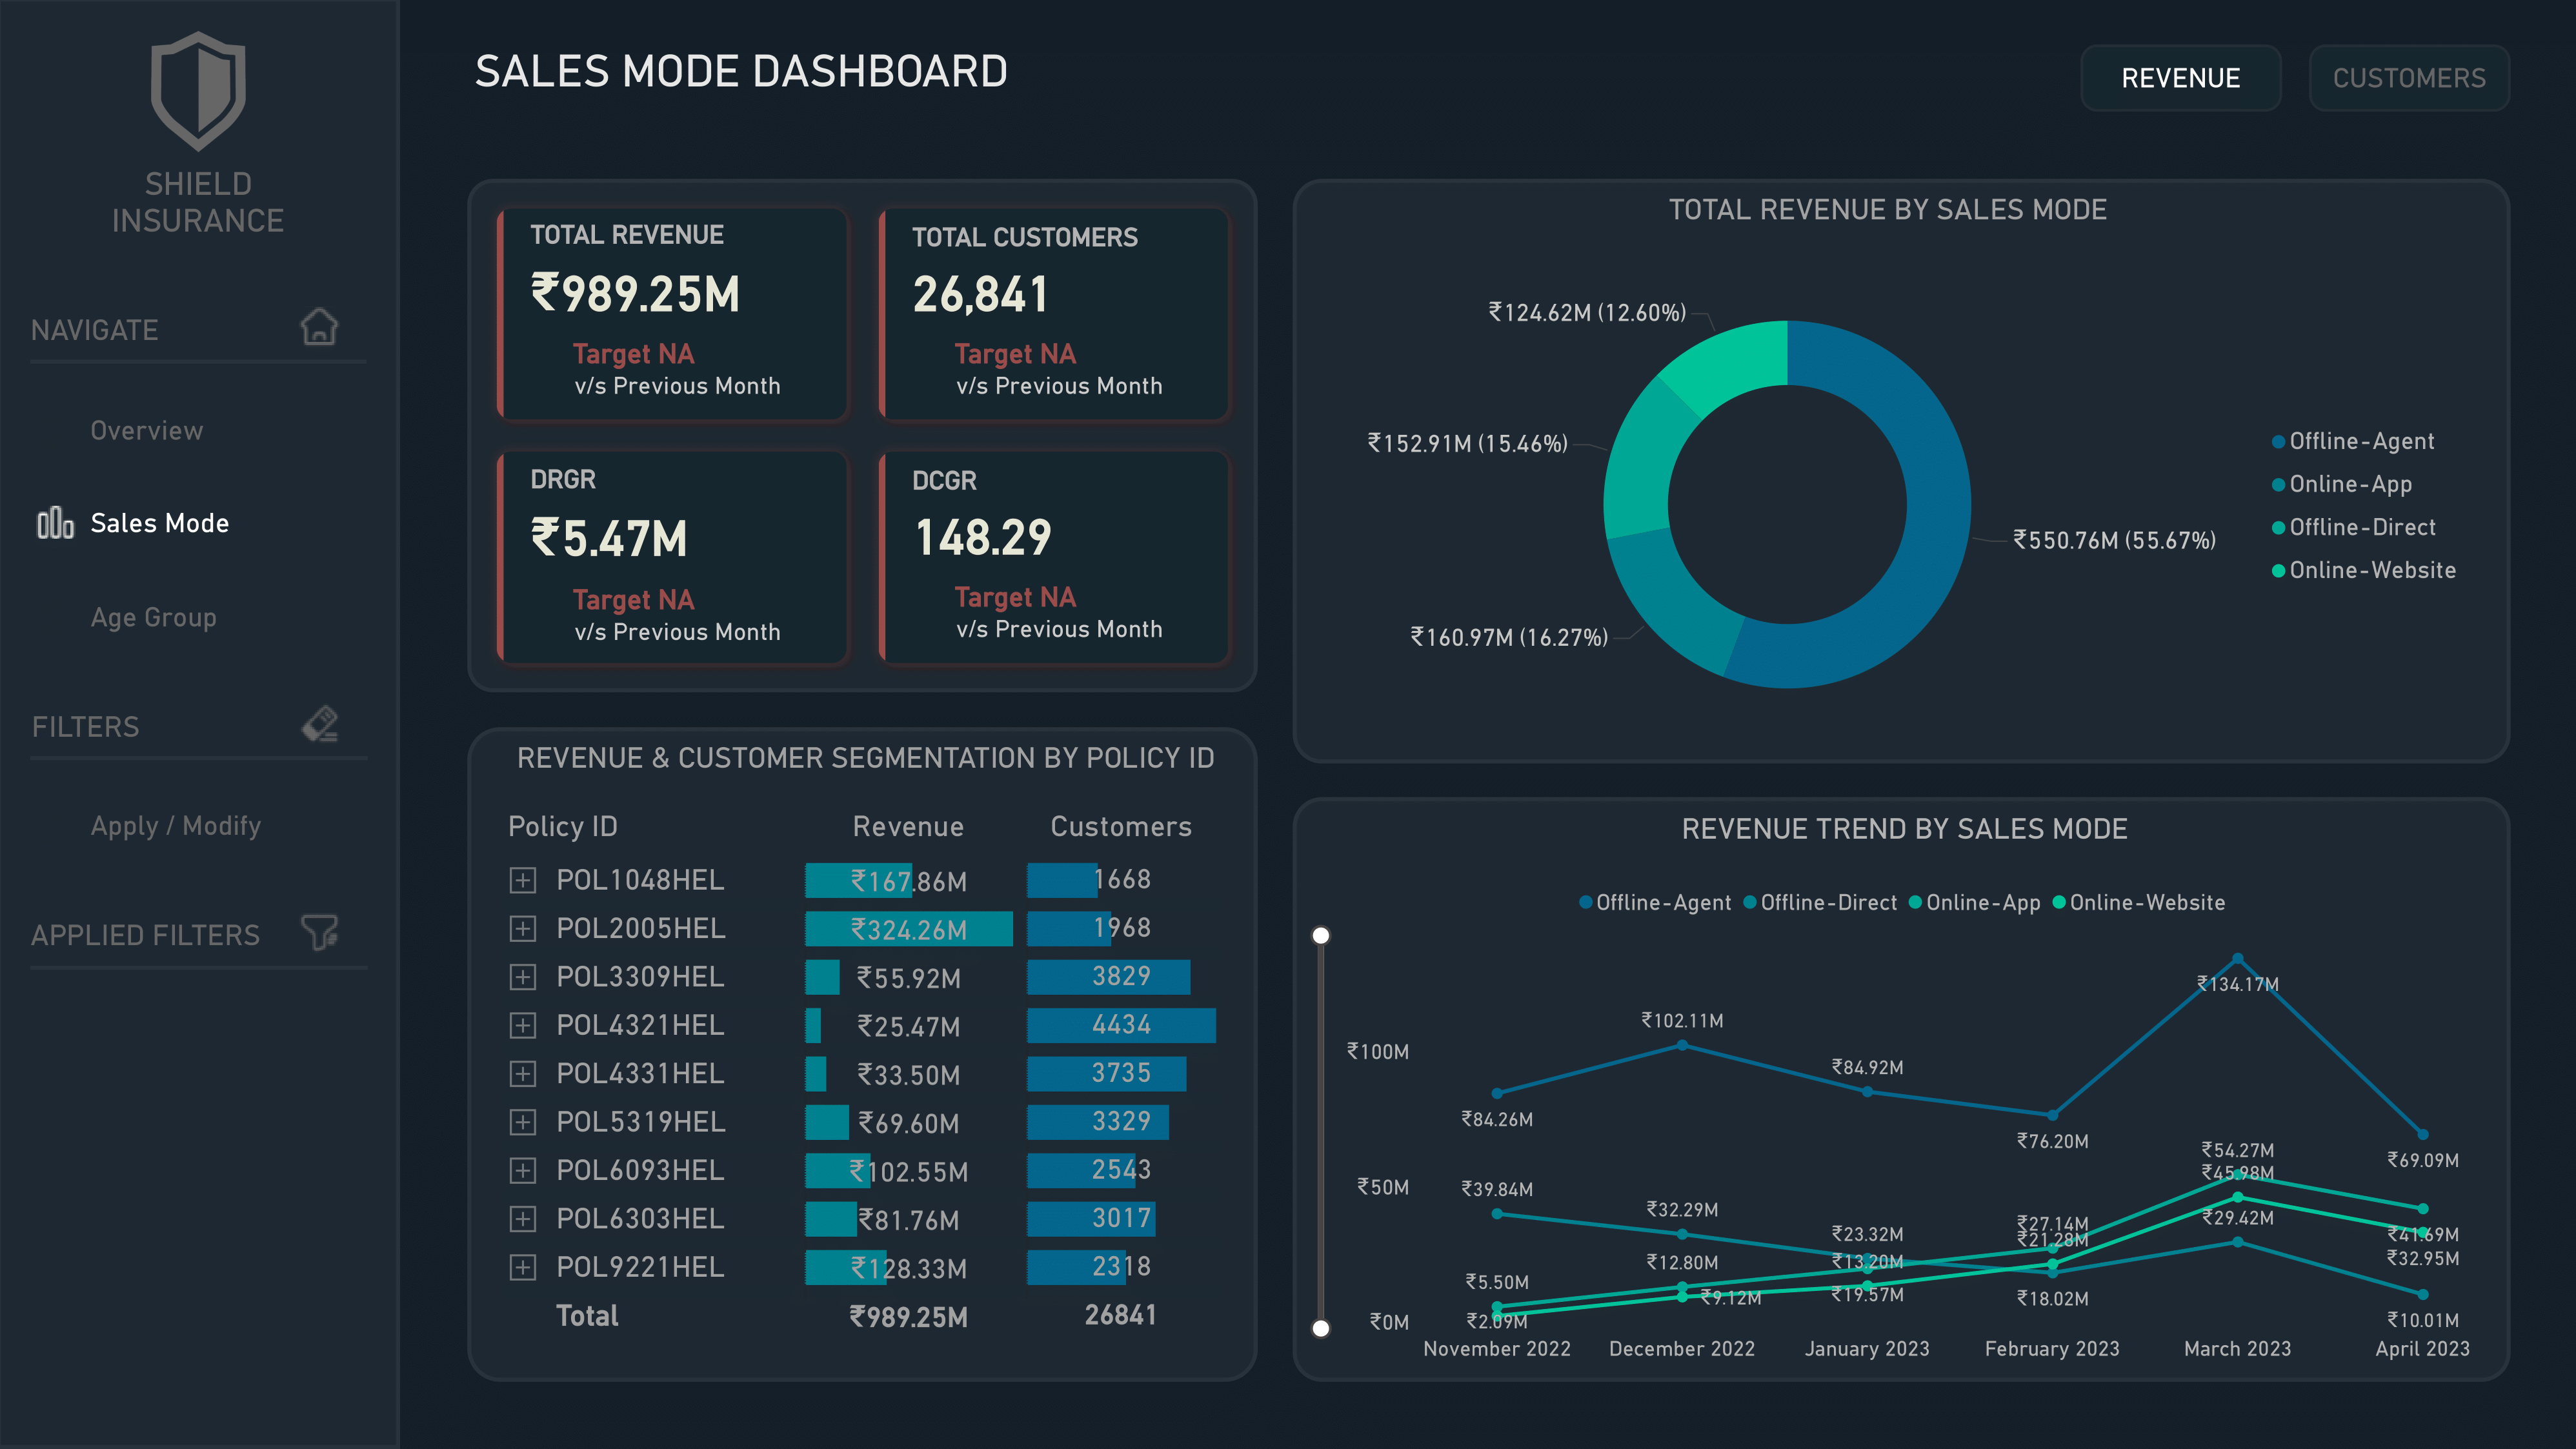 SHIELD
INSURANCE
NAVIGATE
Overview
Sales Mode
Age Group
FILTERS
Apply / Modify
APPLIED FILTERS
SALES MODE DASHBOARD
REVENUE
CUSTOMERS
TOTAL REVENUE
₹989.25M
Target NA
v/s Previous Month
TOTAL CUSTOMERS
26,841
Target NA
v/s Previous Month
DRGR
₹5.47M
Target NA
v/s Previous Month
DCGR
148.29
Target NA
v/s Previous Month
TOTAL REVENUE BY SALES MODE
₹124.62M (12.60%)
₹152.91M (15.46%)
₹160.97M (16.27%)
₹550.76M (55.67%)
Offline-Agent
Online-App
Offline-Direct
Online-Website
REVENUE & CUSTOMER SEGMENTATION BY POLICY ID
Policy ID Revenue Customers
POL1048HEL ₹167.86M 1668
POL2005HEL ₹324.26M 1968
POL3309HEL ₹55.92M 3829
POL4321HEL ₹25.47M 4434
POL4331HEL ₹33.50M 3735
POL5319HEL ₹69.60M 3329
POL6093HEL ₹102.55M 2543
POL6303HEL ₹81.76M 3017
POL9221HEL ₹128.33M 2318
Total ₹989.25M 26841
REVENUE TREND BY SALES MODE
Offline-Agent Offline-Direct Online-App Online-Website
₹100M
₹50M
₹0M
₹84.26M
₹102.11M
₹84.92M
₹76.20M
₹134.17M
₹69.09M
₹39.84M
₹32.29M
₹23.32M
₹27.14M
₹21.28M
₹54.27M
₹45.98M
₹29.42M
₹41.69M
₹32.95M
₹5.50M
₹12.80M
₹13.20M
₹2.09M
₹9.12M
₹19.57M
₹18.02M
₹10.01M
November 2022 December 2022 January 2023 February 2023 March 2023 April 2023